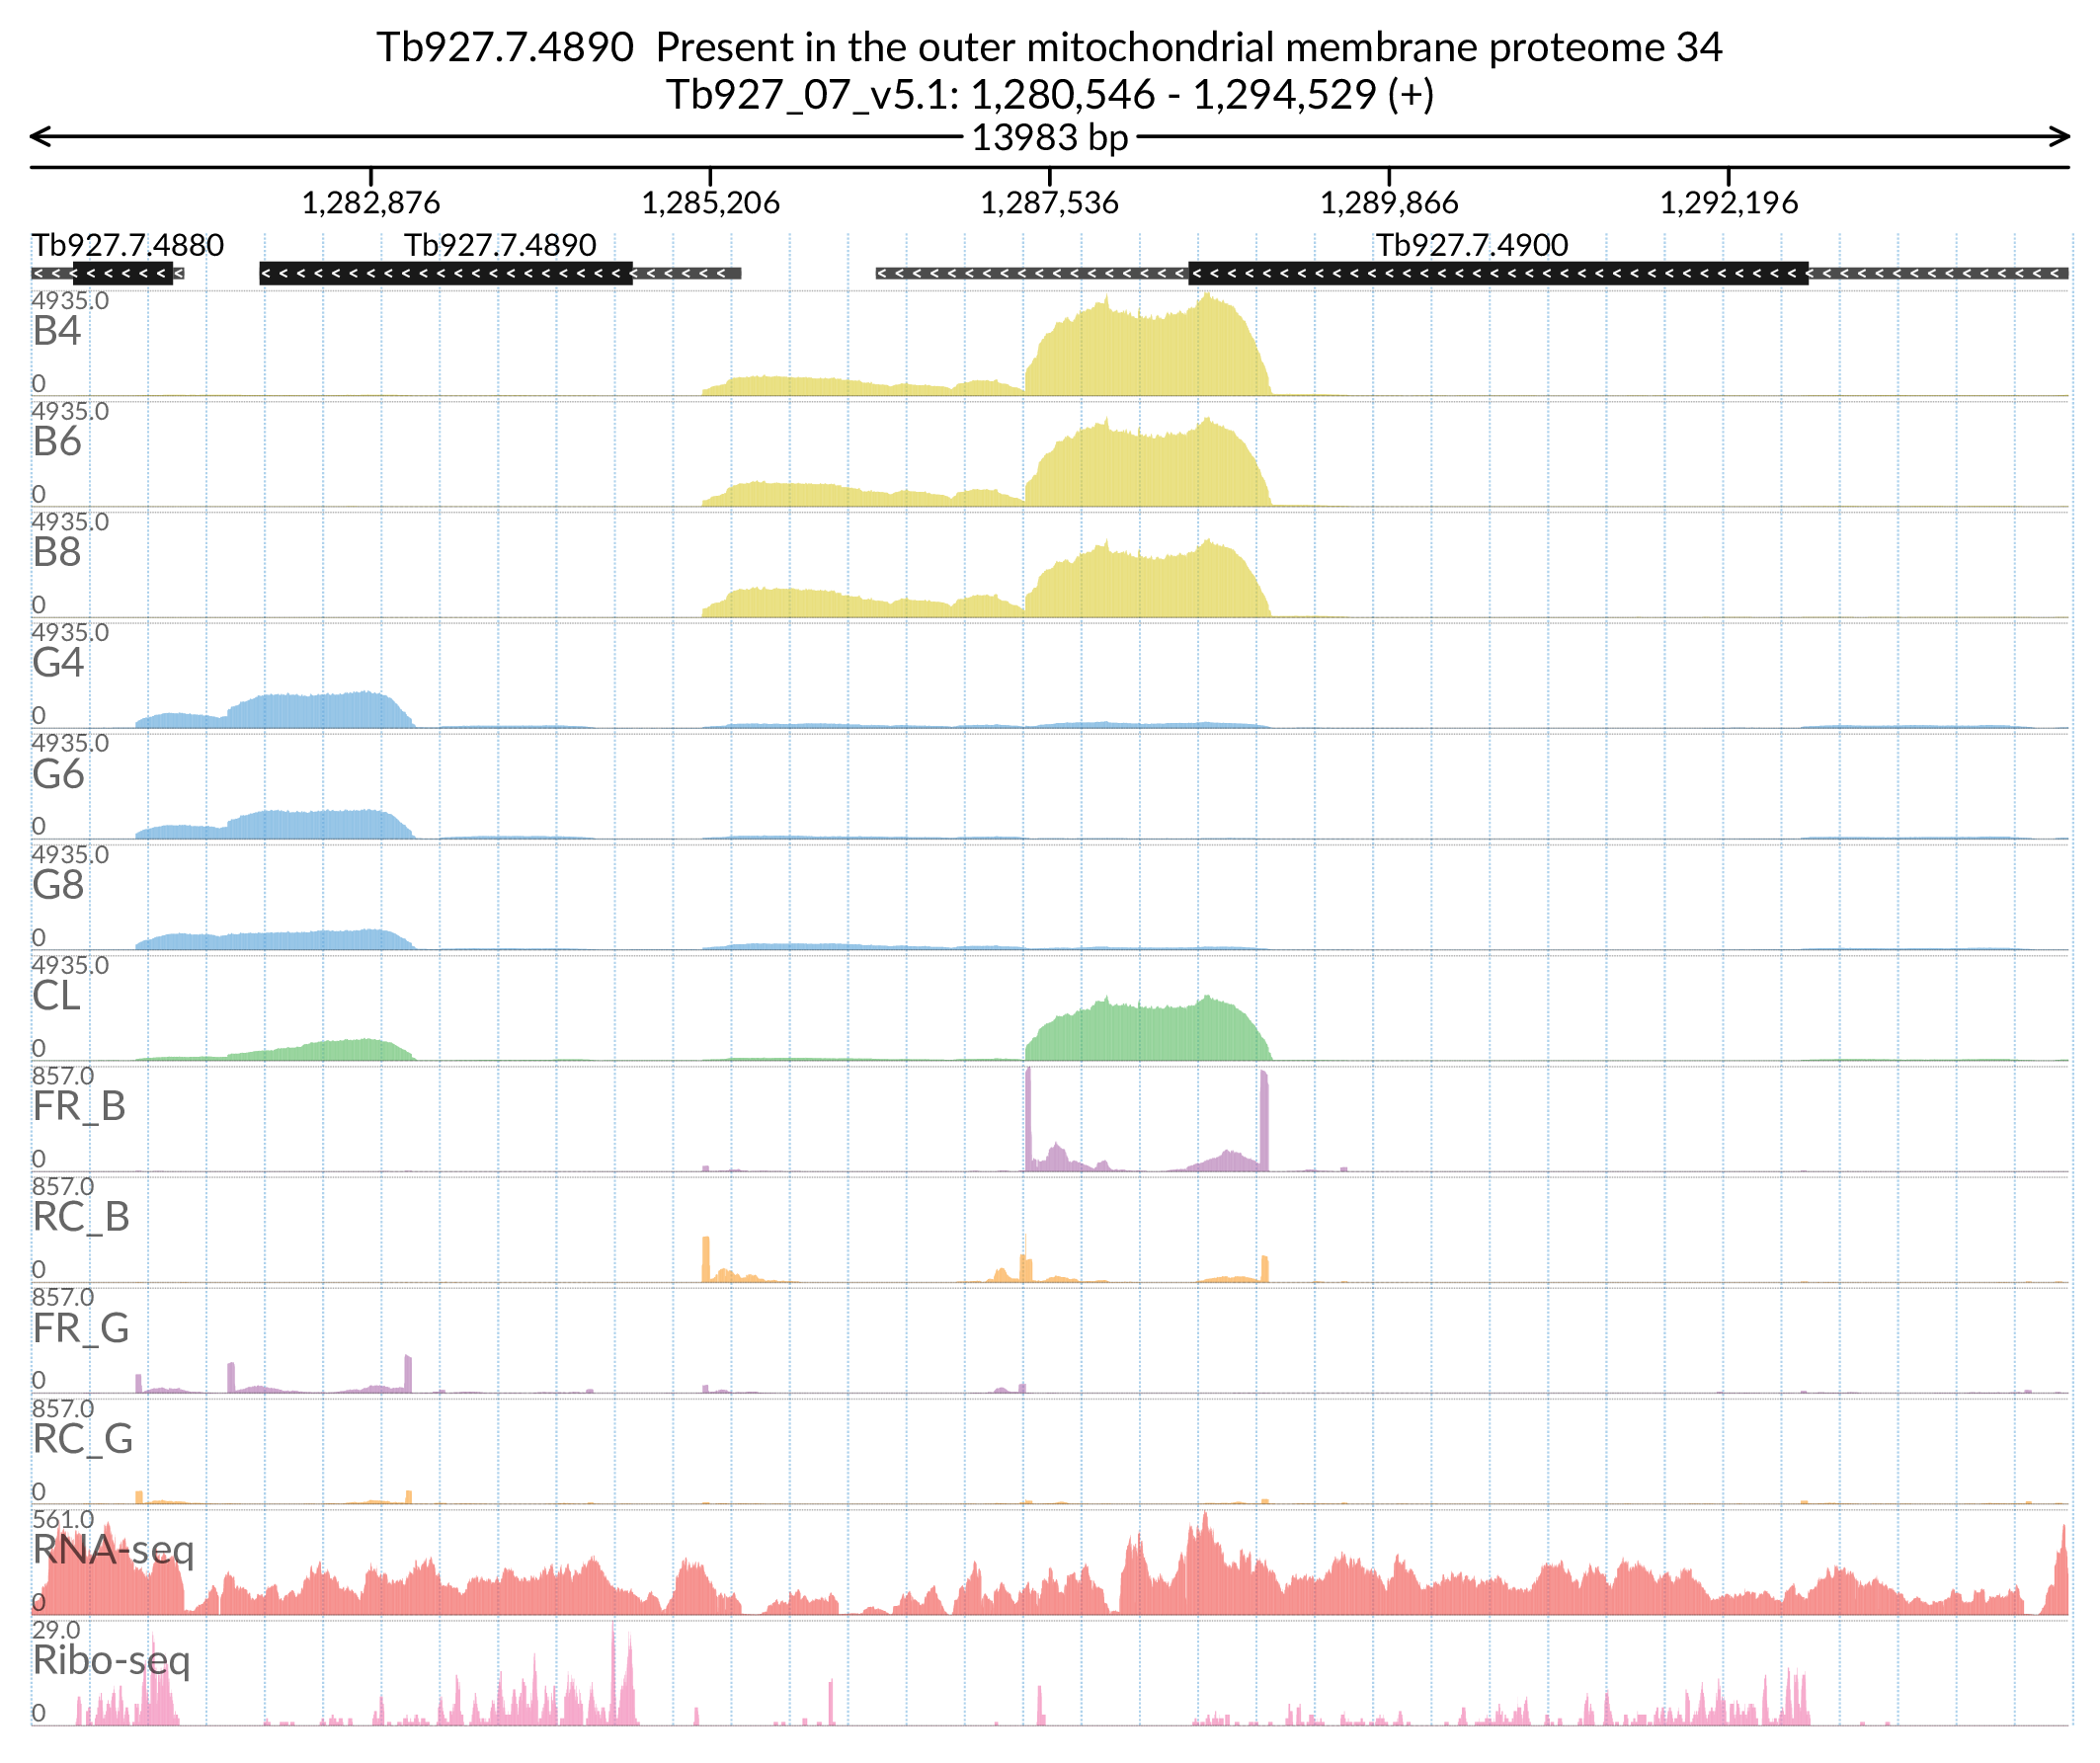 Tb927.7.4890 Present in the outer mitochondrial membrane proteome 34
Tb927_07_v5.1: 1,280,546 - 1,294,529 (+)
13983 bp
1,282,876 1,285,206 1,287,536 1,289,866 1,292,196
Tb927.7.4880 Tb927.7.4890 Tb927.7.4900
4935.0
B4
0
4935.0
B6
0
4935.0
B8
0
4935.0
G4
0
4935.0
G6
0
4935.0
G8
0
4935.0
CL
0
857.0
FR_B
0
857.0
RC_B
0
857.0
FR_G
0
857.0
RC_G
0
561.0
RNA-seq
0
29.0
Ribo-seq
0